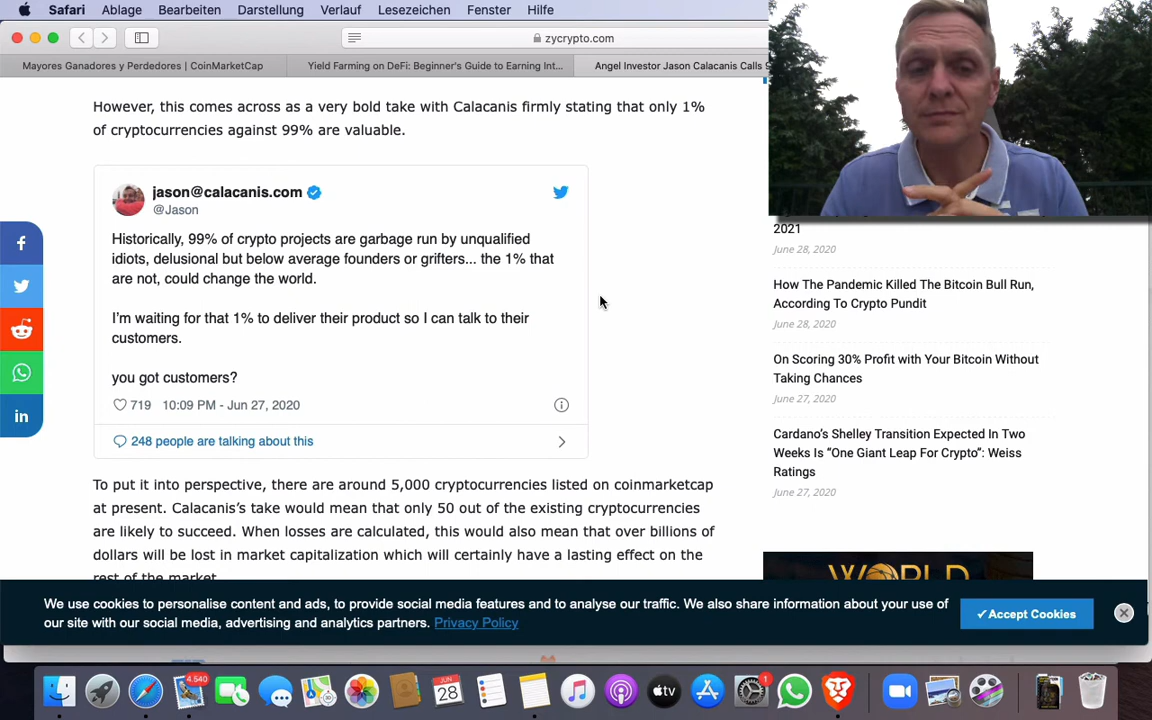 Safari Ablage Bearbeiten Darstellung Verlauf Lesezeichen Fenster Hilfe
zycrypto.com
Mayores Ganadores y Perdedores | CoinMarketCap
Yield Farming on DeFi: Beginner's Guide to Earning Int...
Angel Investor Jason Calacanis Calls 9
However, this comes across as a very bold take with Calacanis firmly stating that only 1%
of cryptocurrencies against 99% are valuable.
jason@calacanis.com
@Jason
Historically, 99% of crypto projects are garbage run by unqualified
idiots, delusional but below average founders or grifters... the 1% that
are not, could change the world.
I'm waiting for that 1% to deliver their product so I can talk to their
customers.
you got customers?
719 10:09 PM - Jun 27, 2020
248 people are talking about this
To put it into perspective, there are around 5,000 cryptocurrencies listed on coinmarketcap
at present. Calacanis's take would mean that only 50 out of the existing cryptocurrencies
are likely to succeed. When losses are calculated, this would also mean that over billions of
dollars will be lost in market capitalization which will certainly have a lasting effect on the
rest of the market.
2021
June 28, 2020
How The Pandemic Killed The Bitcoin Bull Run,
According To Crypto Pundit
June 28, 2020
On Scoring 30% Profit with Your Bitcoin Without
Taking Chances
June 27, 2020
Cardano's Shelley Transition Expected In Two
Weeks Is "One Giant Leap For Crypto": Weiss
Ratings
June 27, 2020
WORLD
We use cookies to personalise content and ads, to provide social media features and to analyse our traffic. We also share information about your use of
our site with our social media, advertising and analytics partners. Privacy Policy
✓Accept Cookies
4.540
JUN
28
tv
1